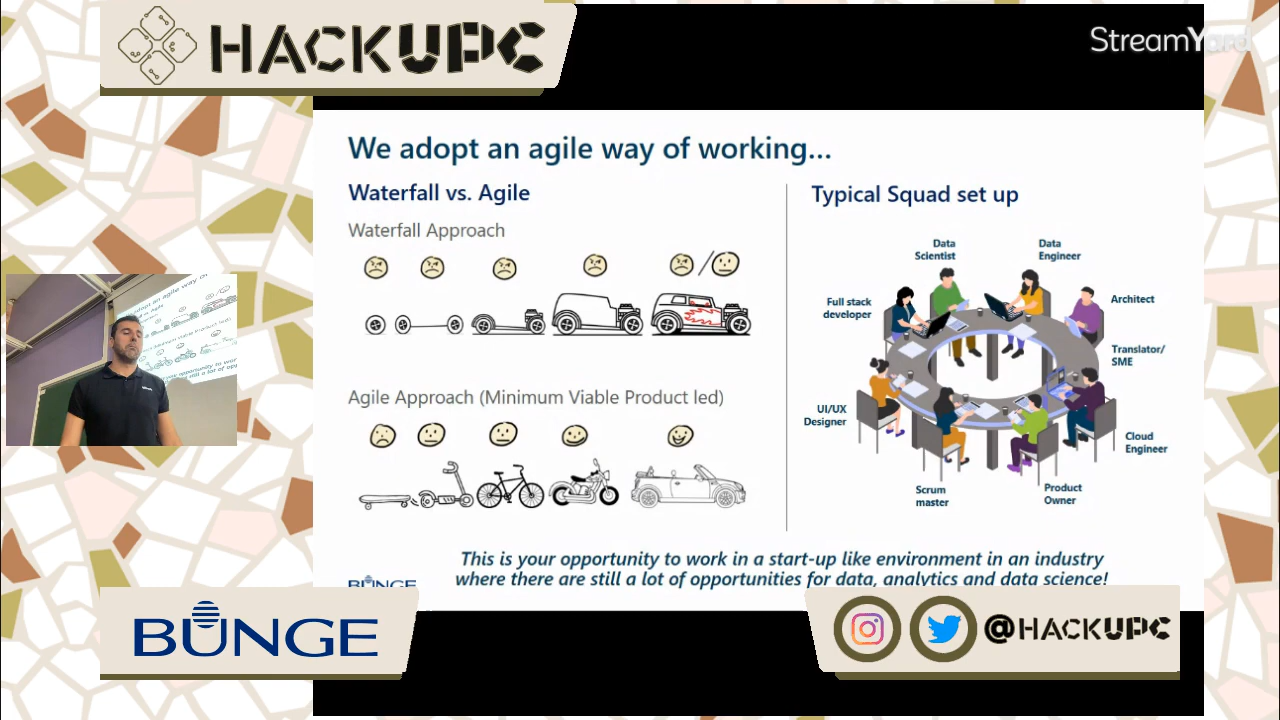 HACKUPC
StreamYard
We adopt an agile way of working...
Waterfall vs. Agile
Waterfall Approach
Agile Approach (Minimum Viable Product led)
Typical Squad set up
Data
Scientist
Data
Engineer
Full stack
developer
Architect
Translator/
SME
UI/UX
Designer
Cloud
Engineer
Scrum
master
Product
Owner
This is your opportunity to work in a start-up like environment in an industry
where there are still a lot of opportunities for data, analytics and data science!
BUNGE
BUNGE
@HACKUPC